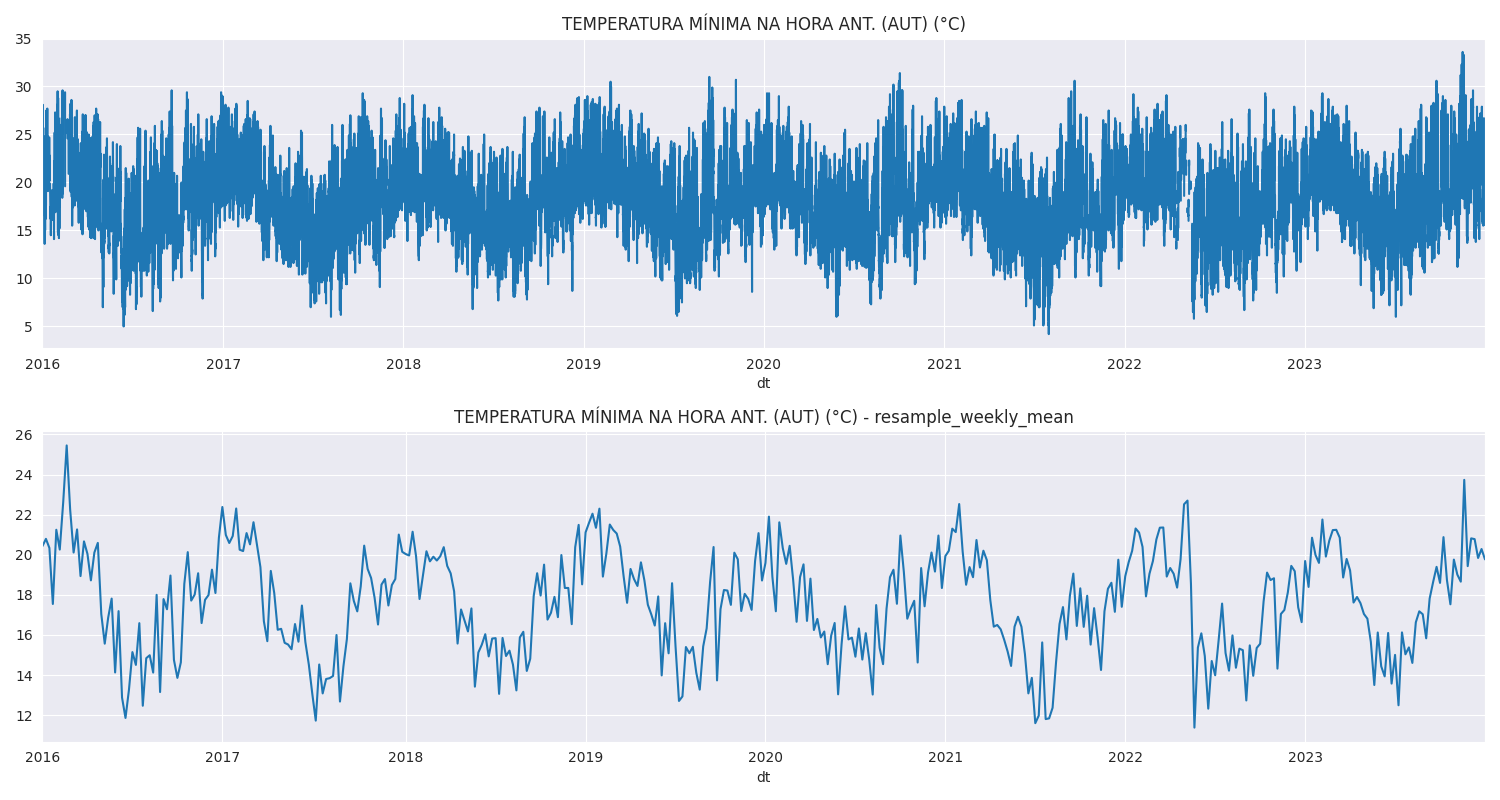 TEMPERATURA MÍNIMA NA HORA ANT. (AUT) (°C)
35
30
25
20
15
10
5
2016 2017 2018 2019 2020 2021 2022 2023
dt
TEMPERATURA MÍNIMA NA HORA ANT. (AUT) (°C) - resample_weekly_mean
26
24
22
20
18
16
14
12
2016 2017 2018 2019 2020 2021 2022 2023
dt